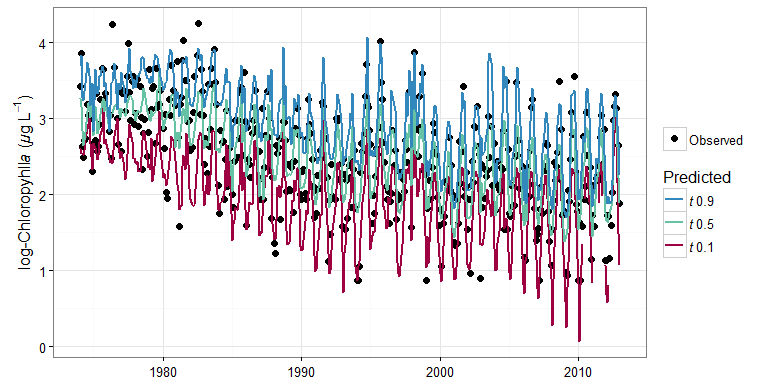 log-Chloropyhlla (μg L⁻¹)
4
3
2
1
0
1980
1990
2000
2010
Observed
Predicted
t 0.9
t 0.5
t 0.1